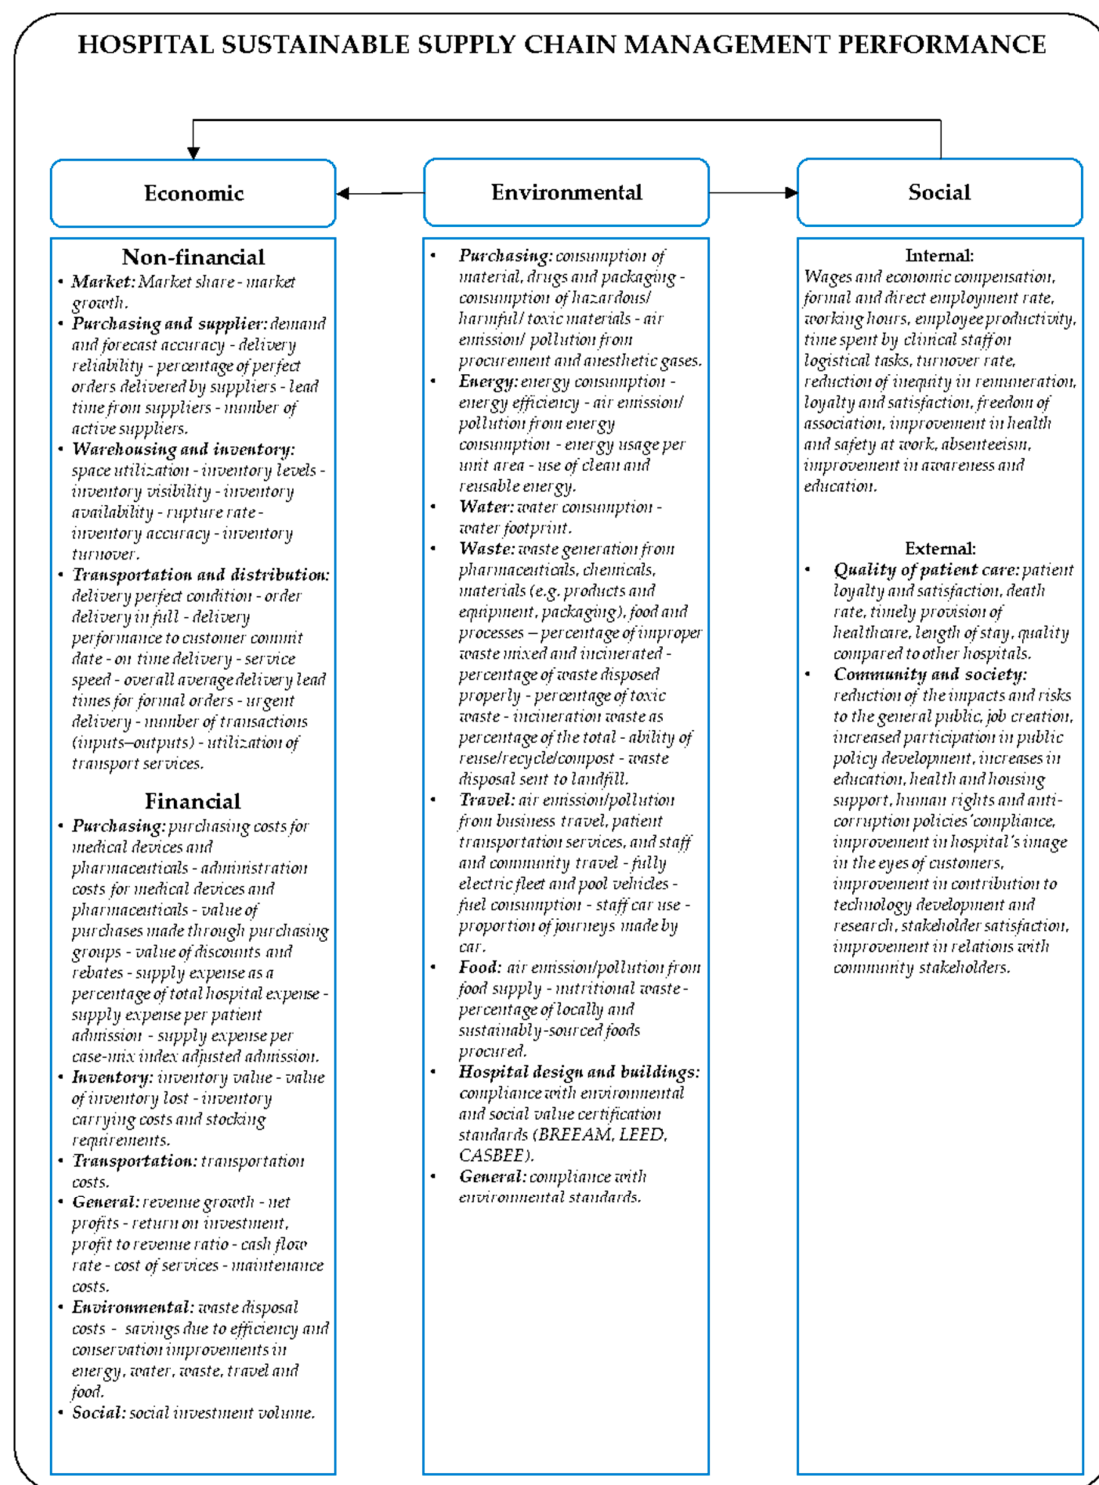 HOSPITAL SUSTAINABLE SUPPLY CHAIN MANAGEMENT PERFORMANCE
Economic
Environmental
Social
Non-financial
• Market: Market share - market
growth.
• Purchasing and supplier: demand
and forecast accuracy - delivery
reliability - percentage of perfect
orders delivered by suppliers - lead
time from suppliers - number of
active suppliers.
• Warehousing and inventory:
space utilization - inventory levels -
inventory visibility - inventory
availability - rupture rate -
inventory accuracy - inventory
turnover.
• Transportation and distribution:
delivery perfect condition - order
delivery in full - delivery
performance to customer commit
date - on time delivery - service
speed - overall average delivery lead
times for formal orders - urgent
delivery - number of transactions
(inputs–outputs) - utilization of
transport services.
Financial
• Purchasing: purchasing costs for
medical devices and
pharmaceuticals - administration
costs for medical devices and
pharmaceuticals - value of
purchases made through purchasing
groups - value of discounts and
rebates - supply expense as a
percentage of total hospital expense -
supply expense per patient
admission - supply expense per
case-mix index adjusted admission.
• Inventory: inventory value - value
of inventory lost - inventory
carrying costs and stocking
requirements.
• Transportation: transportation
costs.
• General: revenue growth - net
profits - return on investment,
profit to revenue ratio - cash flow
rate - cost of services - maintenance
costs.
• Environmental: waste disposal
costs - savings due to efficiency and
conservation improvements in
energy, water, waste, travel and
food.
• Social: social investment volume.
• Purchasing: consumption of
material, drugs and packaging -
consumption of hazardous/
harmful/ toxic materials - air
emission/ pollution from
procurement and anesthetic gases.
• Energy: energy consumption -
energy efficiency - air emission/
pollution from energy
consumption - energy usage per
unit area - use of clean and
reusable energy.
• Water: water consumption -
water footprint.
• Waste: waste generation from
pharmaceuticals, chemicals,
materials (e.g. products and
equipment, packaging), food and
processes – percentage of improper
waste mixed and incinerated -
percentage of waste disposed
properly - percentage of toxic
waste - incineration waste as
percentage of the total - ability of
reuse/recycle/compost - waste
disposal sent to landfill.
• Travel: air emission/pollution
from business travel, patient
transportation services, and staff
and community travel - fully
electric fleet and pool vehicles -
fuel consumption - staff car use -
proportion of journeys made by
car.
• Food: air emission/pollution from
food supply - nutritional waste -
percentage of locally and
sustainably-sourced foods
procured.
• Hospital design and buildings:
compliance with environmental
and social value certification
standards (BREEAM, LEED,
CASBEE).
• General: compliance with
environmental standards.
Internal:
Wages and economic compensation,
formal and direct employment rate,
working hours, employee productivity,
time spent by clinical staff on
logistical tasks, turnover rate,
reduction of inequity in remuneration,
loyalty and satisfaction, freedom of
association, improvement in health
and safety at work, absenteeism,
improvement in awareness and
education.
External:
• Quality of patient care: patient
loyalty and satisfaction, death
rate, timely provision of
healthcare, length of stay, quality
compared to other hospitals.
• Community and society:
reduction of the impacts and risks
to the general public, job creation,
increased participation in public
policy development, increases in
education, health and housing
support, human rights and anti-
corruption policies´compliance,
improvement in hospital´s image
in the eyes of customers,
improvement in contribution to
technology development and
research, stakeholder satisfaction,
improvement in relations with
community stakeholders.